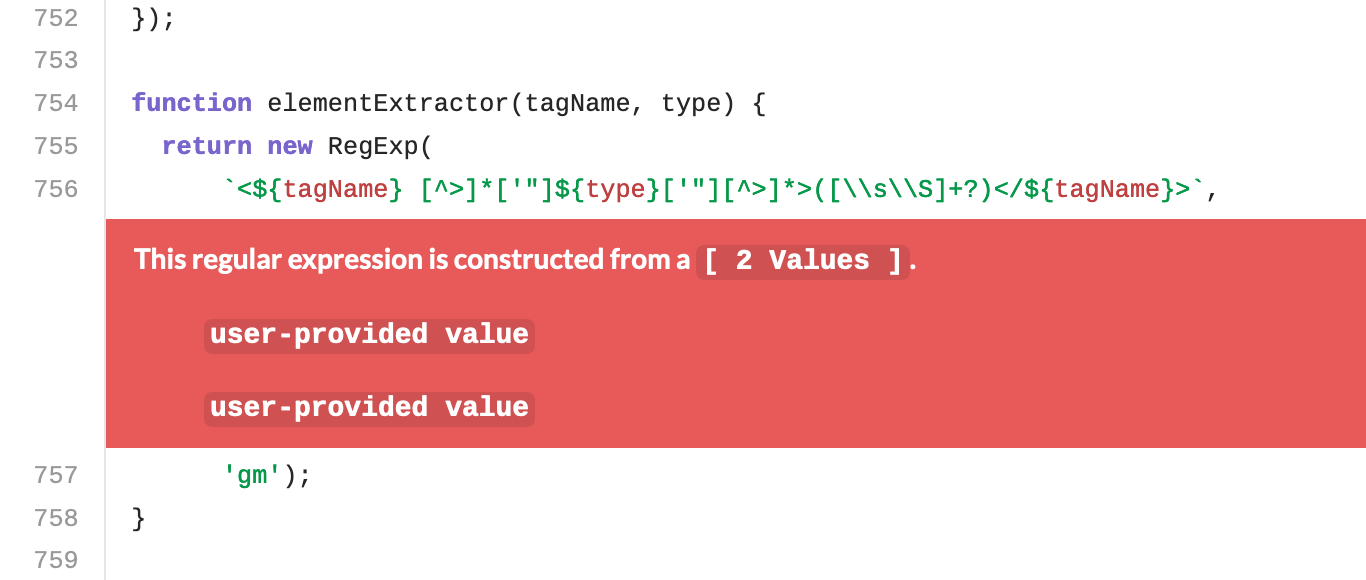 752 });
753
754 function elementExtractor(tagName, type) {
755 return new RegExp(
756 `<${tagName} [^>]*['"]${type}['"][^>]*>([\\s\\S]+?)</${tagName}>`,
This regular expression is constructed from a [ 2 Values ].
user-provided value
user-provided value
757 'gm');
758 }
759